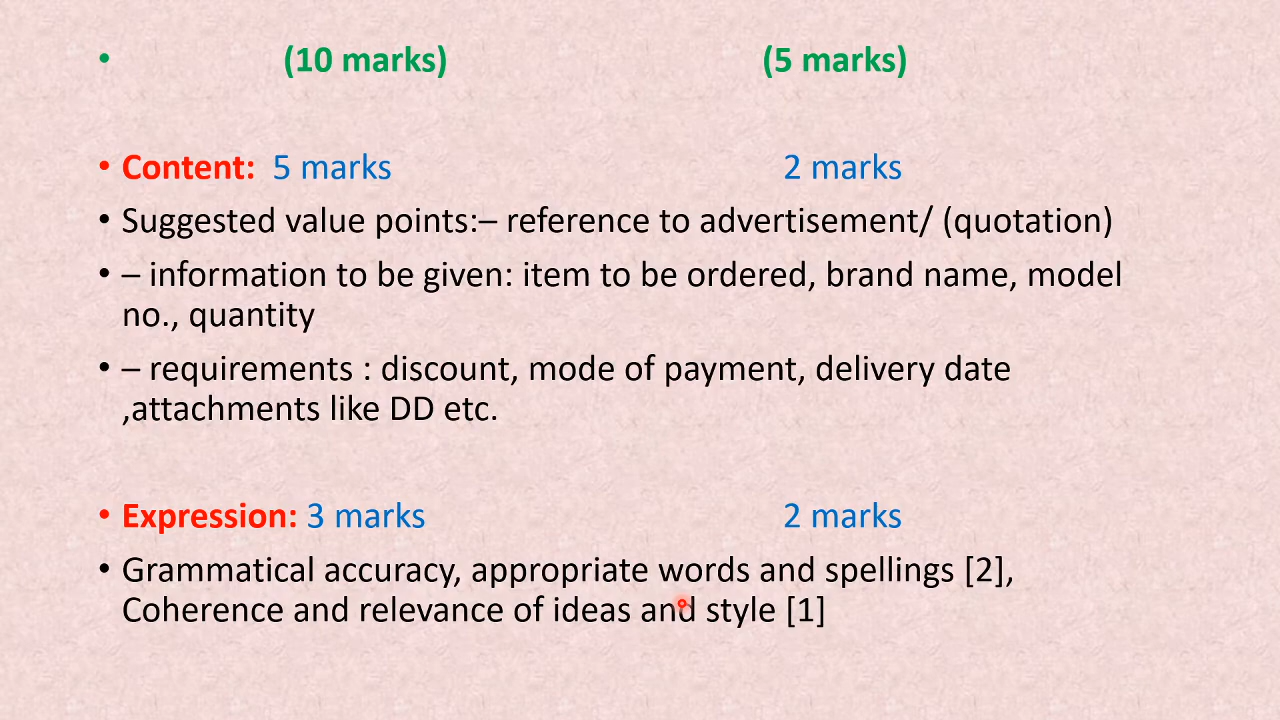 • (10 marks) (5 marks)
• Content: 5 marks 2 marks
• Suggested value points:– reference to advertisement/ (quotation)
• – information to be given: item to be ordered, brand name, model
no., quantity
• – requirements : discount, mode of payment, delivery date
,attachments like DD etc.
• Expression: 3 marks 2 marks
• Grammatical accuracy, appropriate words and spellings [2],
Coherence and relevance of ideas and style [1]